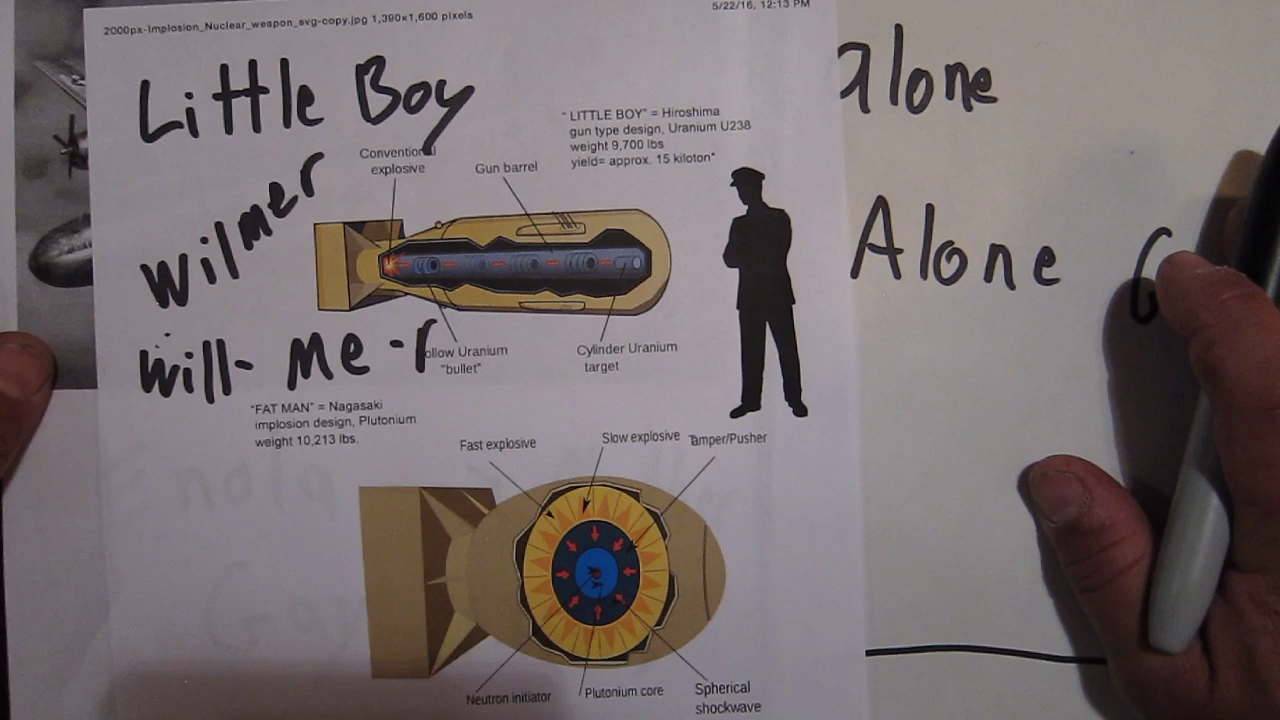 2000px-Implosion_Nuclear_weapon_svg-copy.jpg 1,390×1,600 pixels
5/22/16, 12:13 PM
Little Boy
alone
" LITTLE BOY" = Hiroshima
gun type design, Uranium U238
weight 9,700 lbs
yield= approx. 15 kiloton"
Conventional
explosive
Gun barrel
Wilmer
Alone G
will- me-r
ollow Uranium
"bullet"
Cylinder Uranium
target
"FAT MAN" = Nagasaki
implosion design, Plutonium
weight 10,213 lbs.
Fast explosive
Slow explosive
Tamper/Pusher
Neutron initiator
Plutonium core
Spherical
shockwave